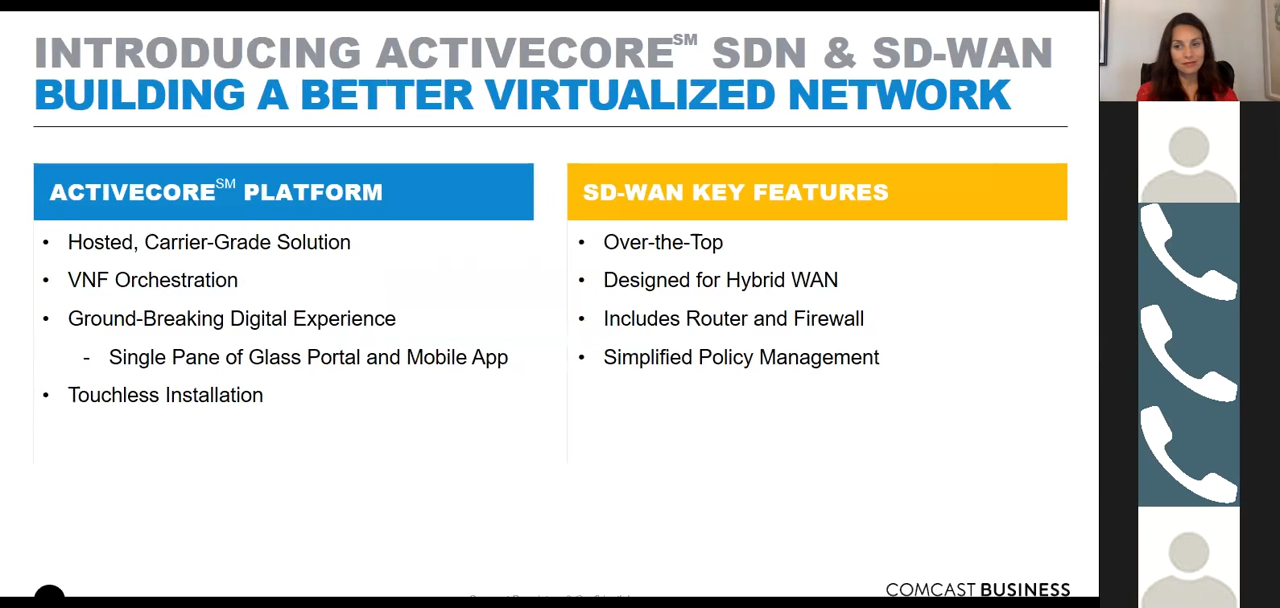 INTRODUCING ACTIVECORE℠ SDN & SD-WAN
BUILDING A BETTER VIRTUALIZED NETWORK
ACTIVECORE℠ PLATFORM
• Hosted, Carrier-Grade Solution
• VNF Orchestration
• Ground-Breaking Digital Experience
- Single Pane of Glass Portal and Mobile App
• Touchless Installation
SD-WAN KEY FEATURES
• Over-the-Top
• Designed for Hybrid WAN
• Includes Router and Firewall
• Simplified Policy Management
COMCAST BUSINESS